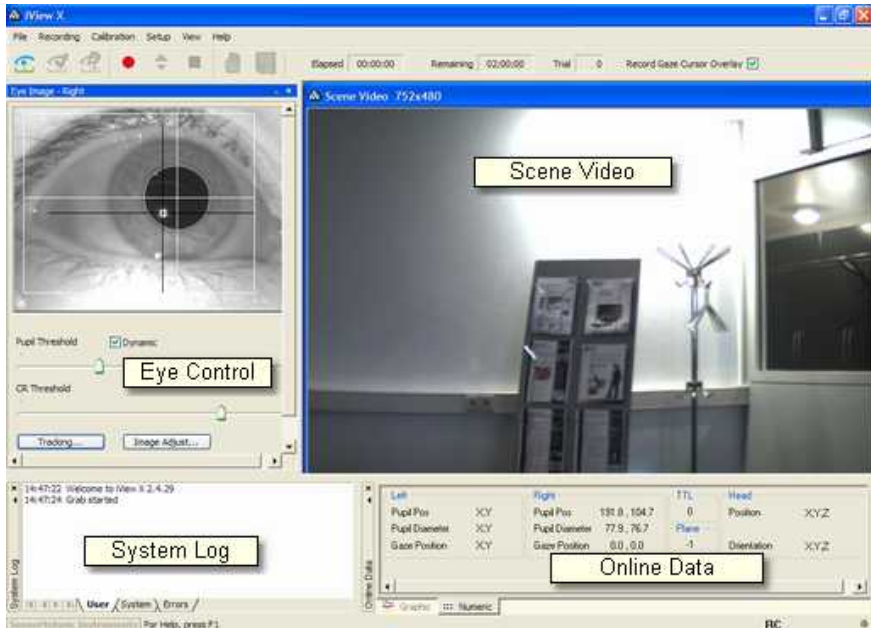 iView X
File Recording Calibration Setup View Help
Elapsed 00:00:00 Remaining 02:00:00 Trial 0 Record Gaze Cursor Overlay
Eye Image - Right
Scene Video 752x480
Scene Video
Pupil Threshold Dynamic
Eye Control
CR Threshold
Tracking... Image Adjust...
14:47:22 Welcome to iView X 2.4.29
14:47:24 Grab started
System Log
System Log
User System Errors
For Help, press F1
Online Data
Left Right TTL Head
Pupil Pos X,Y Pupil Pos 191.8 , 104.7 0 Position X,Y,Z
Pupil Diameter X,Y Pupil Diameter 77.9 , 76.7 Plane
Gaze Position X,Y Gaze Position 0.0 , 0.0 -1 Orientation X,Y,Z
Online Data
Graphic Numeric
RC